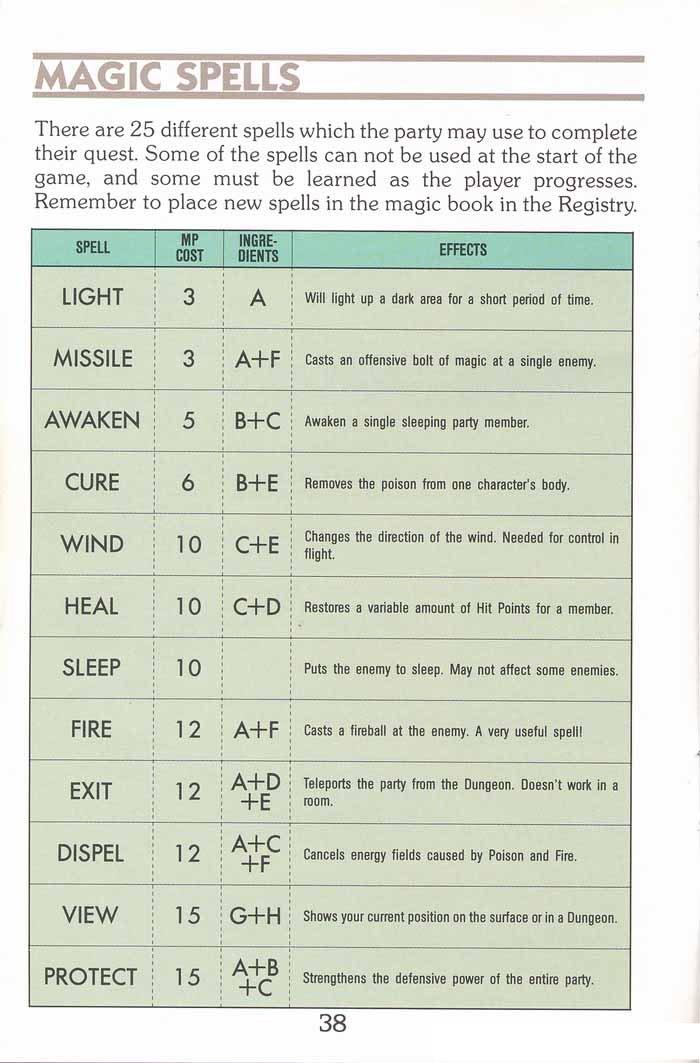 MAGIC SPELLS
There are 25 different spells which the party may use to complete
their quest. Some of the spells can not be used at the start of the
game, and some must be learned as the player progresses.
Remember to place new spells in the magic book in the Registry.
SPELL MP COST INGRE-DIENTS EFFECTS
LIGHT 3 A Will light up a dark area for a short period of time.
MISSILE 3 A+F Casts an offensive bolt of magic at a single enemy.
AWAKEN 5 B+C Awaken a single sleeping party member.
CURE 6 B+E Removes the poison from one character's body.
WIND 10 C+E Changes the direction of the wind. Needed for control in
flight.
HEAL 10 C+D Restores a variable amount of Hit Points for a member.
SLEEP 10 Puts the enemy to sleep. May not affect some enemies.
FIRE 12 A+F Casts a fireball at the enemy. A very useful spell!
EXIT 12 A+D +E Teleports the party from the Dungeon. Doesn't work in a
room.
DISPEL 12 A+C +F Cancels energy fields caused by Poison and Fire.
VIEW 15 G+H Shows your current position on the surface or in a Dungeon.
PROTECT 15 A+B +C Strengthens the defensive power of the entire party.
38